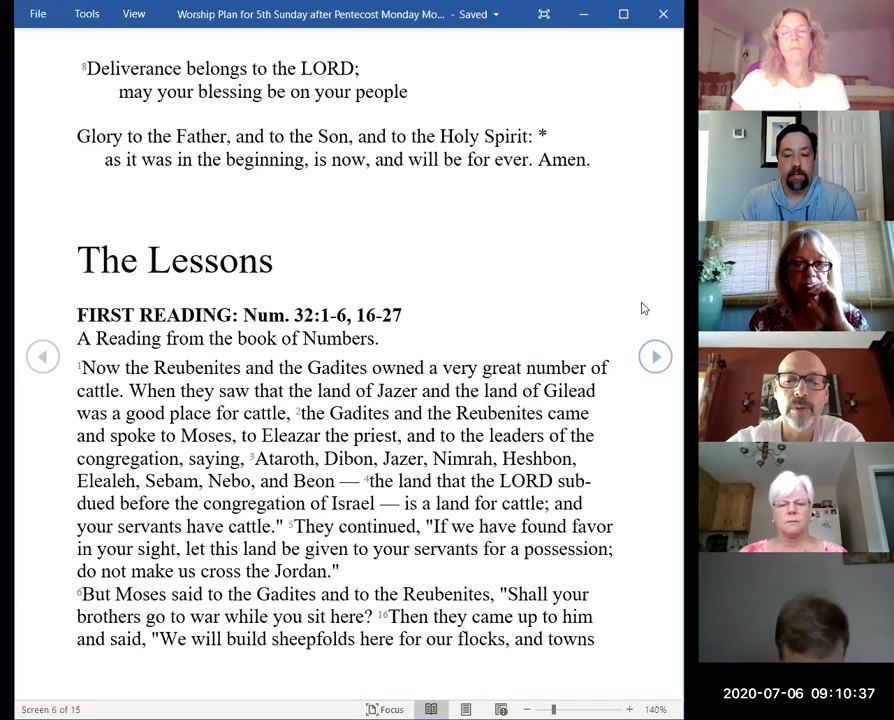 File Tools View Worship Plan for 5th Sunday after Pentecost Monday Mo... - Saved
8Deliverance belongs to the LORD;
may your blessing be on your people
Glory to the Father, and to the Son, and to the Holy Spirit: *
as it was in the beginning, is now, and will be for ever. Amen.
The Lessons
FIRST READING: Num. 32:1-6, 16-27
A Reading from the book of Numbers.
1Now the Reubenites and the Gadites owned a very great number of
cattle. When they saw that the land of Jazer and the land of Gilead
was a good place for cattle, 2the Gadites and the Reubenites came
and spoke to Moses, to Eleazar the priest, and to the leaders of the
congregation, saying, 3Ataroth, Dibon, Jazer, Nimrah, Heshbon,
Elealeh, Sebam, Nebo, and Beon — 4the land that the LORD sub-
dued before the congregation of Israel — is a land for cattle; and
your servants have cattle." 5They continued, "If we have found favor
in your sight, let this land be given to your servants for a possession;
do not make us cross the Jordan."
6But Moses said to the Gadites and to the Reubenites, "Shall your
brothers go to war while you sit here? 16Then they came up to him
and said, "We will build sheepfolds here for our flocks, and towns
Screen 6 of 15 Focus 140%
2020-07-06 09:10:37